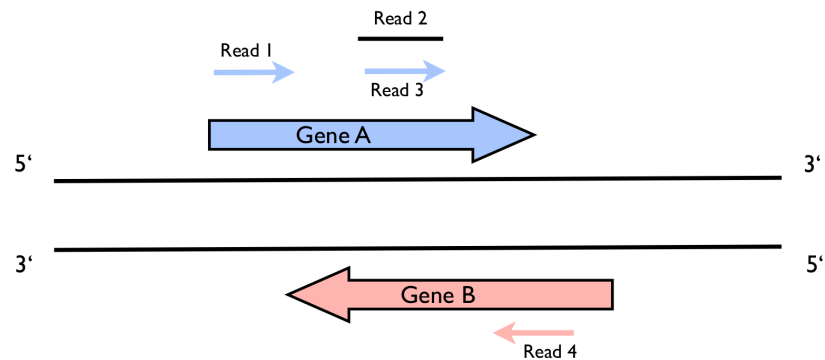 Read 2
Read 1
Read 3
Gene A
5‘ 3‘
3‘ 5‘
Gene B
Read 4